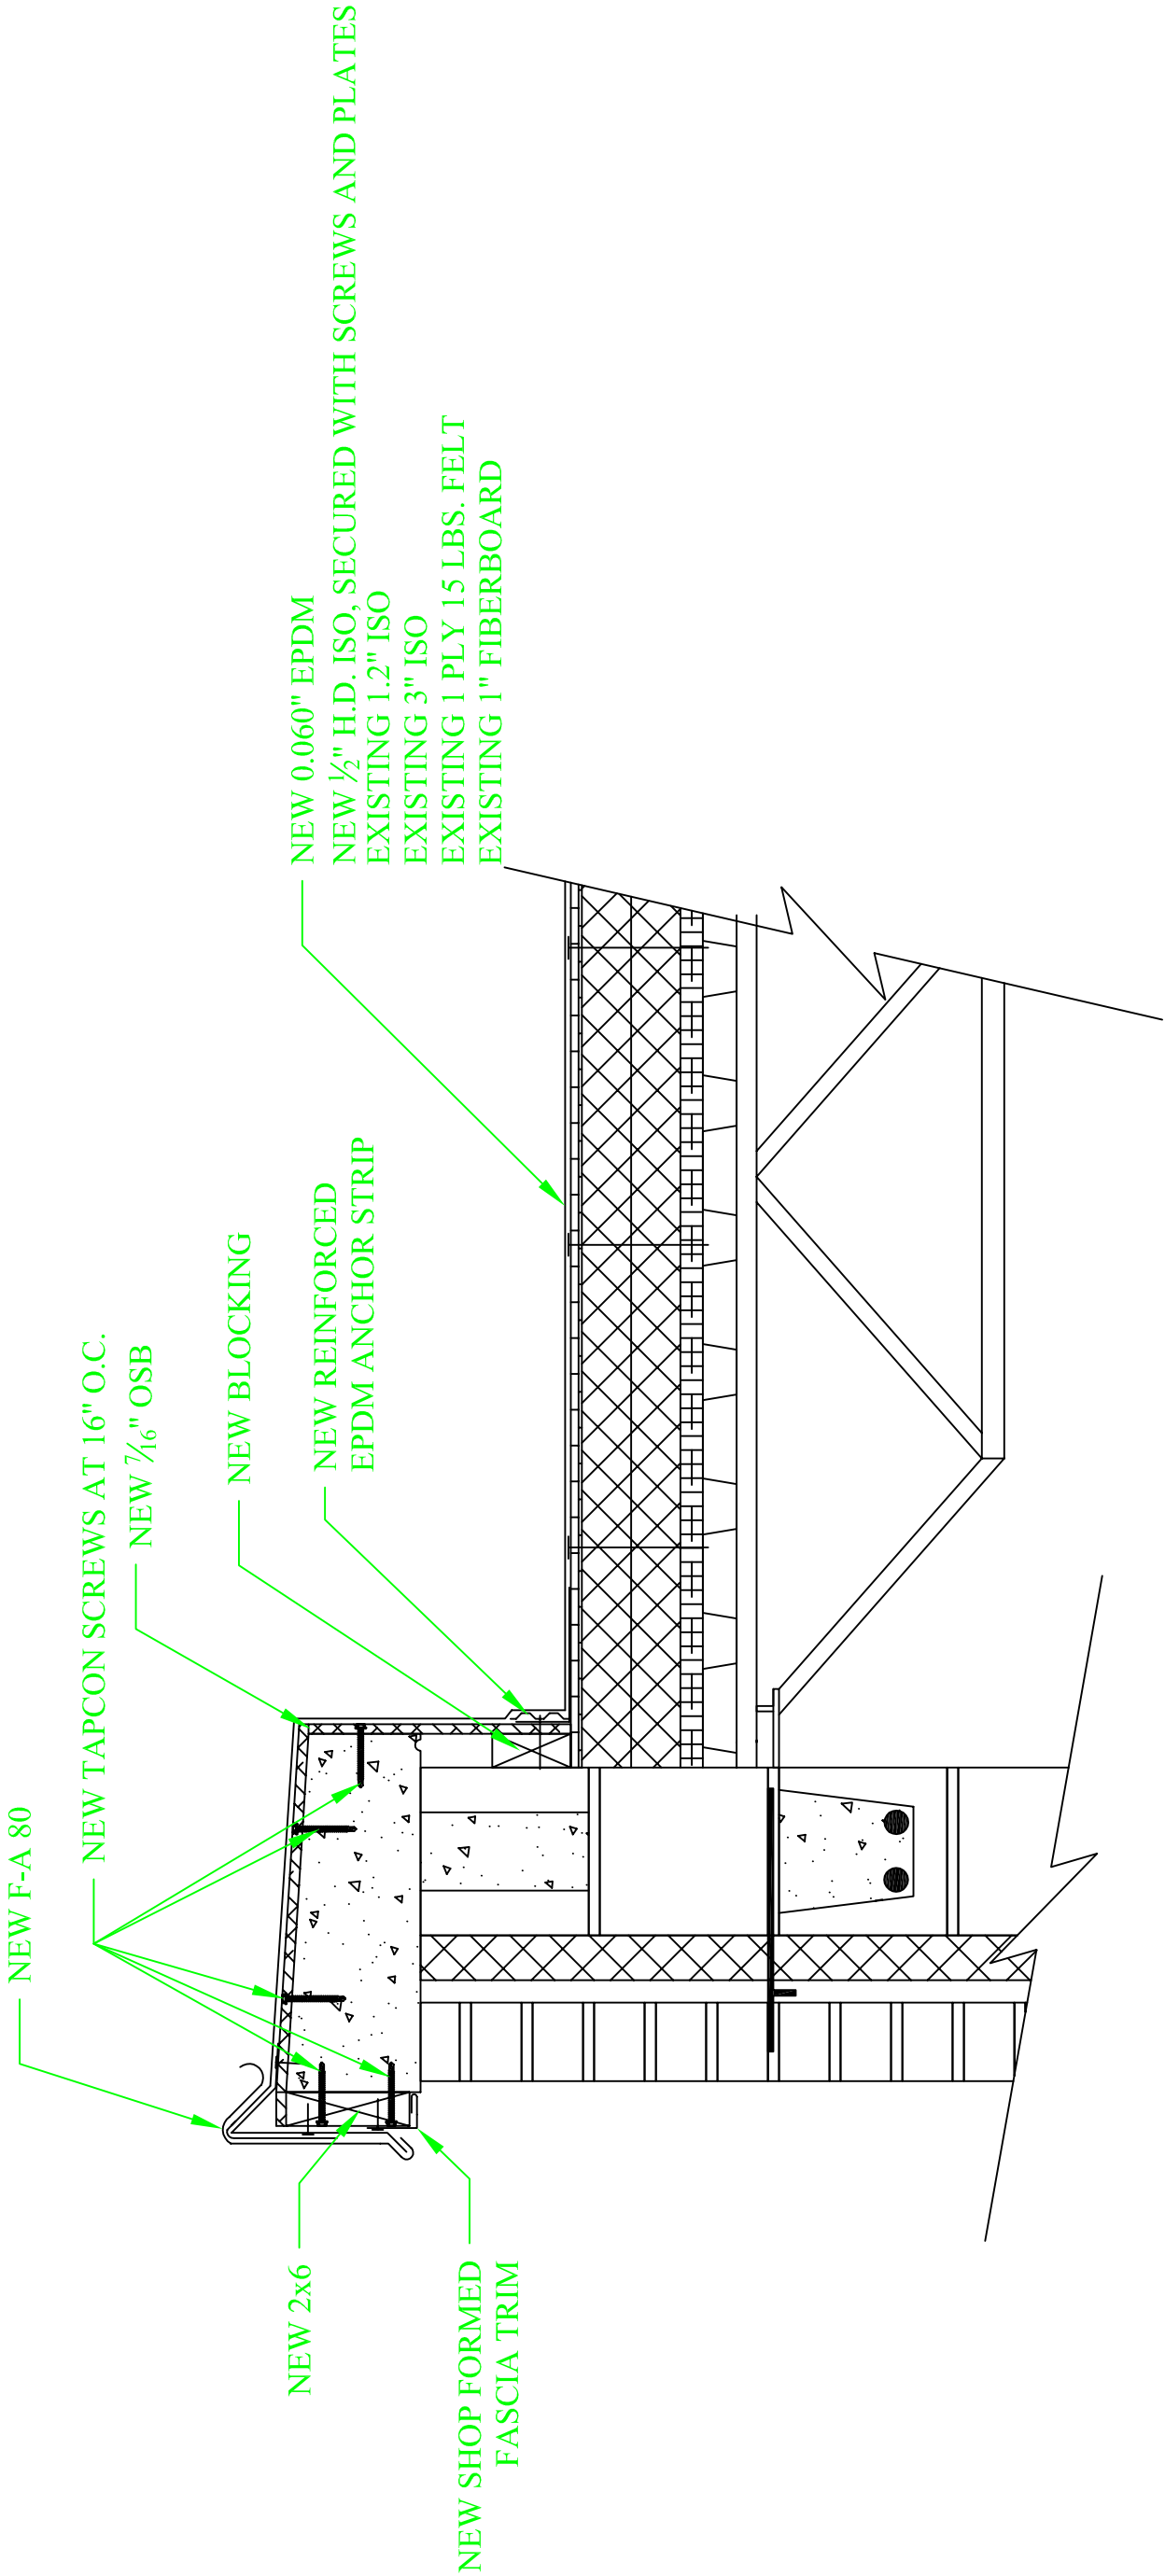 NEW F-A 80
NEW TAPCON SCREWS AT 16" O.C.
NEW 7⁄16" OSB
NEW BLOCKING
NEW REINFORCED
EPDM ANCHOR STRIP
NEW 0.060" EPDM
NEW ½" H.D. ISO, SECURED WITH SCREWS AND PLATES
EXISTING 1.2" ISO
EXISTING 3" ISO
EXISTING 1 PLY 15 LBS. FELT
EXISTING 1" FIBERBOARD
NEW 2x6
NEW SHOP FORMED
FASCIA TRIM